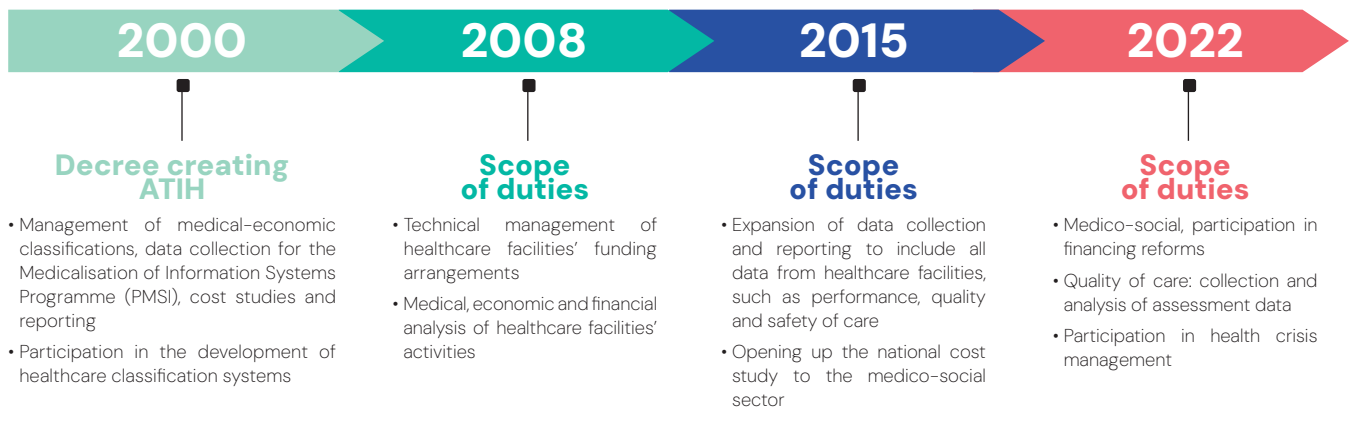 2000
2008
2015
2022
Decree creating
ATIH
• Management of medical-economic
classifications, data collection for the
Medicalisation of Information Systems
Programme (PMSI), cost studies and
reporting
• Participation in the development of
healthcare classification systems
Scope
of duties
• Technical management of
healthcare facilities' funding
arrangements
• Medical, economic and financial
analysis of healthcare facilities'
activities
Scope
of duties
• Expansion of data collection
and reporting to include all
data from healthcare facilities,
such as performance, quality
and safety of care
• Opening up the national cost
study to the medico-social
sector
Scope
of duties
• Medico-social, participation in
financing reforms
• Quality of care: collection and
analysis of assessment data
• Participation in health crisis
management